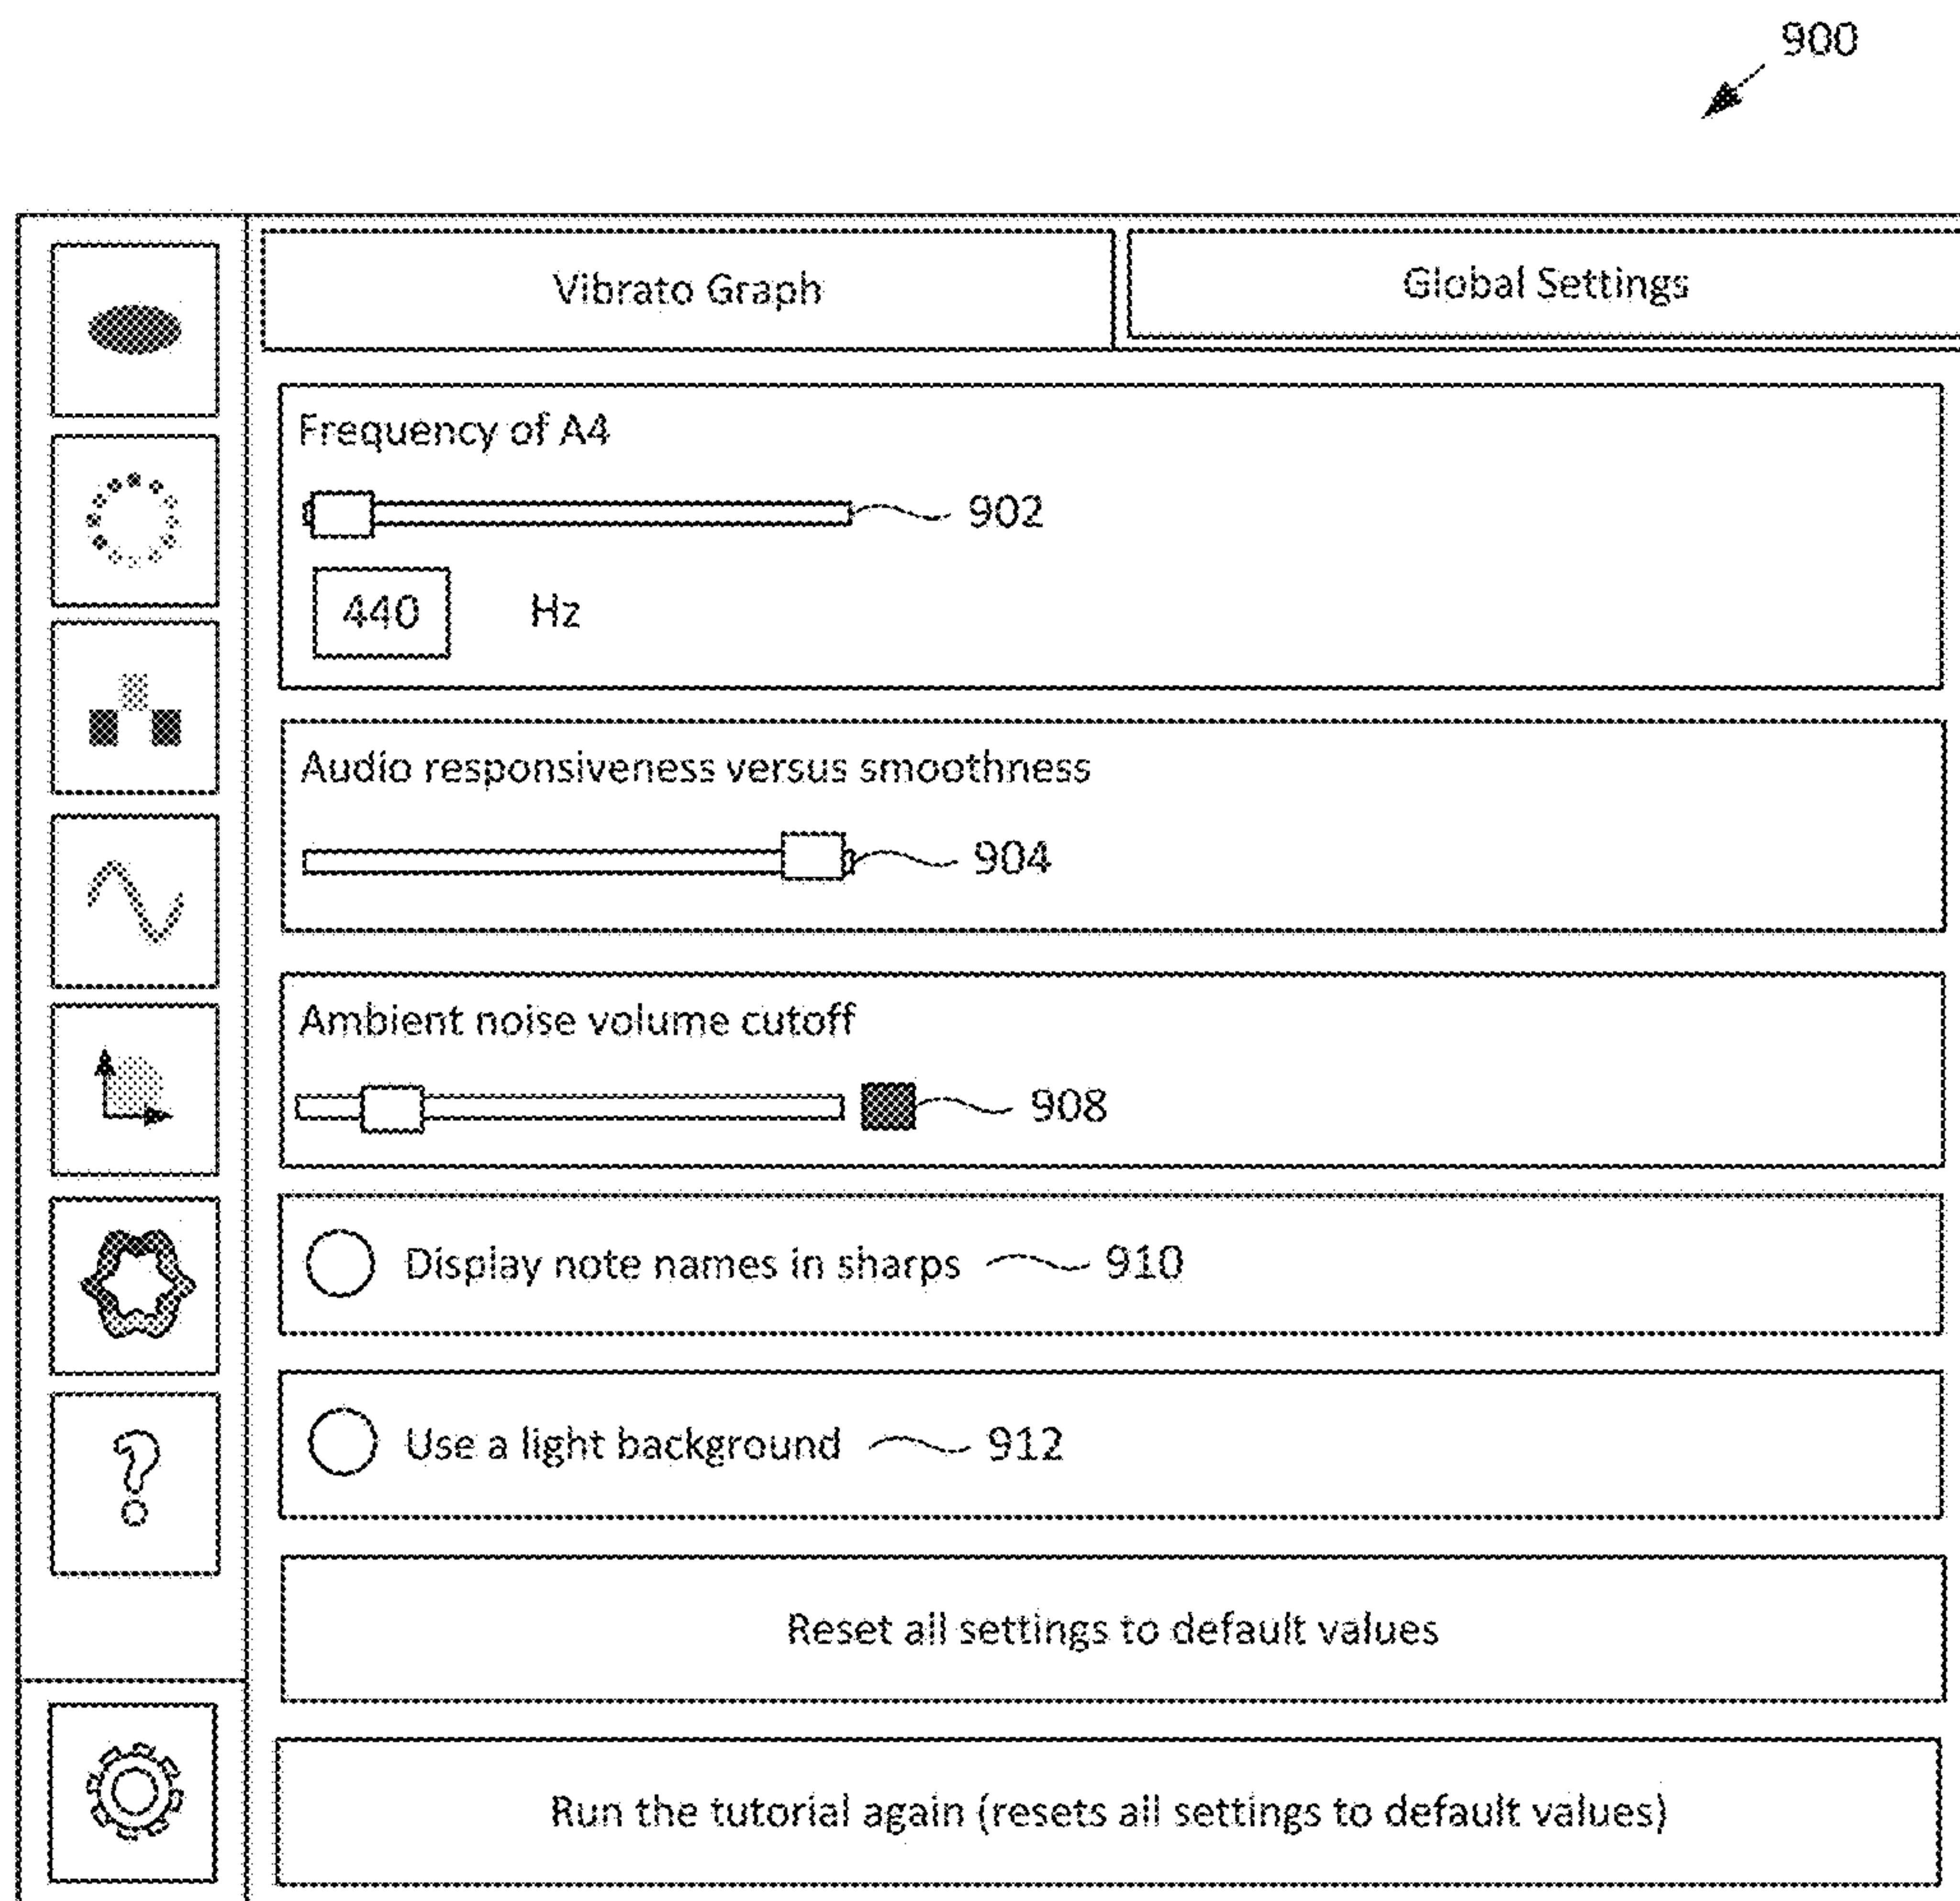 900
Vibrato Graph
Global Settings
Frequency of A4
902
440 Hz
Audio responsiveness versus smoothness
904
Ambient noise volume cutoff
908
Display note names in sharps 910
Use a light background 912
?
Reset all settings to default values
Run the tutorial again (resets all settings to default values)